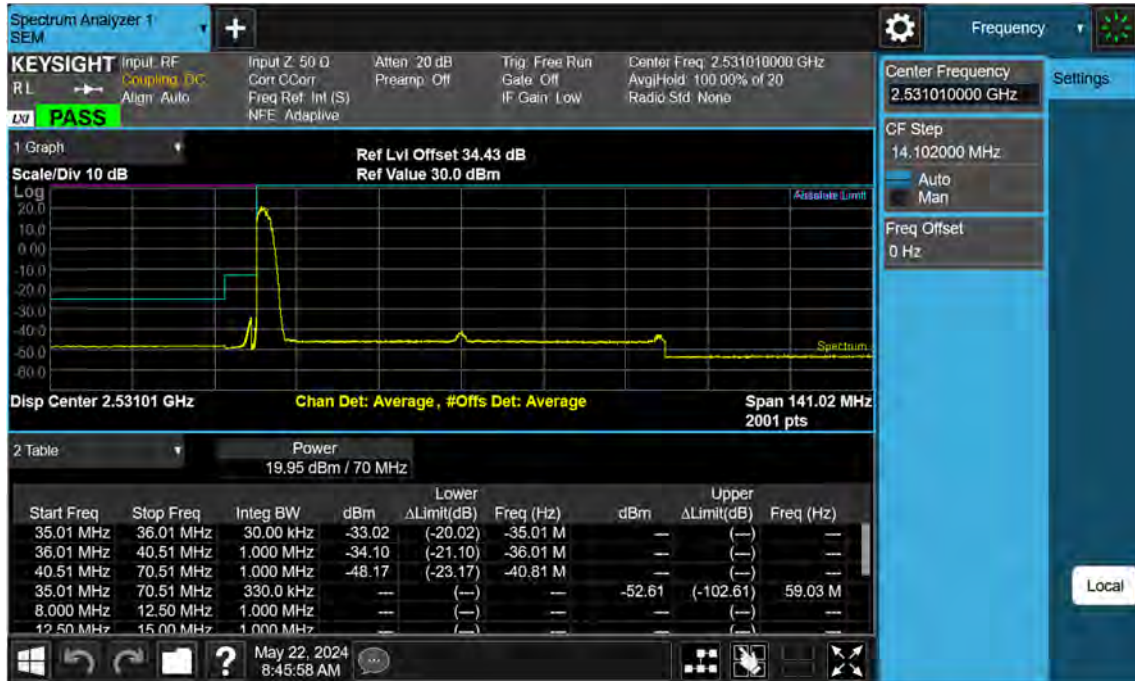 Spectrum Analyzer 1
SEM
Frequency
KEYSIGHT
RL
LXI
PASS
Input: RF
Coupling: DC
Align: Auto
Input Z: 50 Ω
Corr CCorr
Freq Ref: Int (S)
NFE: Adaptive
Atten: 20 dB
Preamp: Off
Trig: Free Run
Gate: Off
IF Gain: Low
Center Freq: 2.531010000 GHz
Avg|Hold: 100.00% of 20
Radio Std: None
Center Frequency
2.531010000 GHz
Settings
CF Step
14.102000 MHz
Auto
Man
Freq Offset
0 Hz
Local
1 Graph
Scale/Div 10 dB
Ref Lvl Offset 34.43 dB
Ref Value 30.0 dBm
Log
Absolute Limit
20.0
10.0
0.00
-10.0
-20.0
-30.0
-40.0
-50.0
-60.0
Spectrum
Disp Center 2.53101 GHz
Chan Det: Average, #Offs Det: Average
Span 141.02 MHz
2001 pts
2 Table
Power
19.95 dBm / 70 MHz
Lower Upper
Start Freq Stop Freq Integ BW dBm ΔLimit(dB) Freq (Hz) dBm ΔLimit(dB) Freq (Hz)
35.01 MHz 36.01 MHz 30.00 kHz -33.02 (-20.02) -35.01 M --- (---) ---
36.01 MHz 40.51 MHz 1.000 MHz -34.10 (-21.10) -36.01 M --- (---) ---
40.51 MHz 70.51 MHz 1.000 MHz -48.17 (-23.17) -40.81 M --- (---) ---
35.01 MHz 70.51 MHz 330.0 kHz --- (---) --- -52.61 (-102.61) 59.03 M
8.000 MHz 12.50 MHz 1.000 MHz --- (---) --- --- (---) ---
12.50 MHz 15.00 MHz 1.000 MHz --- (---) --- --- (---) ---
?
May 22, 2024
8:45:58 AM